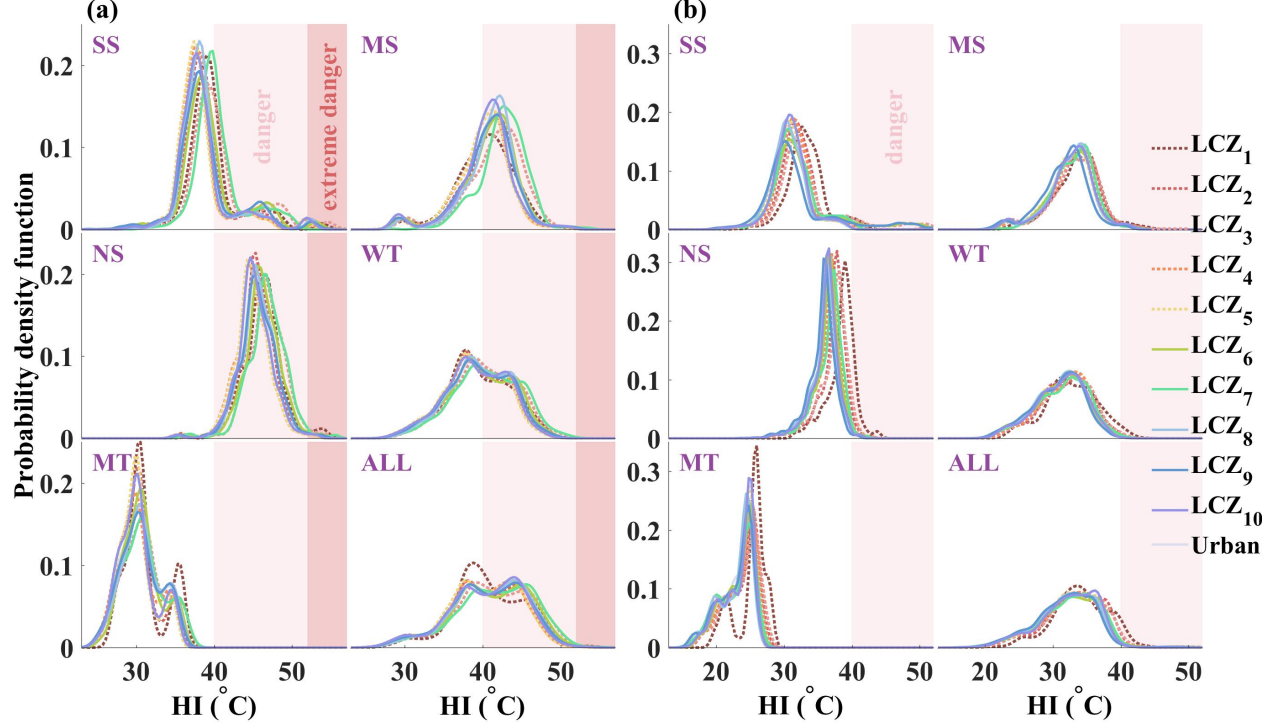 (a)
(b)
Probability density function
SS
danger
extreme danger
0.2
0.1
0
MS
NS
0.2
0.1
0
WT
MT
0.2
0.1
0
30
40
50
HI (°C)
ALL
30
40
50
HI (°C)
SS
danger
0.3
0.2
0.1
0
MS
NS
0.3
0.2
0.1
0
WT
MT
0.3
0.2
0.1
0
20
30
40
50
HI (°C)
ALL
20
30
40
50
HI (°C)
LCZ1
LCZ2
LCZ3
LCZ4
LCZ5
LCZ6
LCZ7
LCZ8
LCZ9
LCZ10
Urban